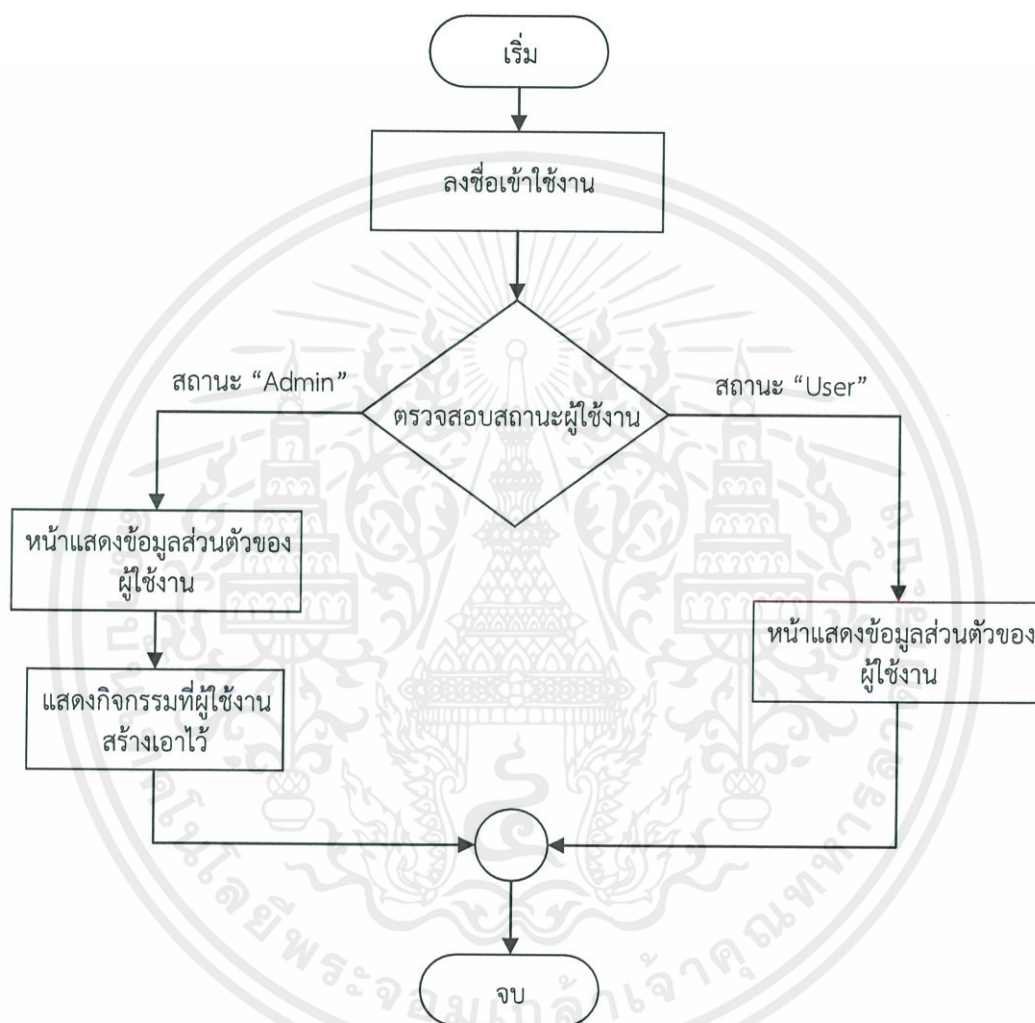 เริ่ม
ลงชื่อเข้าใช้งาน
สถานะ “Admin”
สถานะ “User”
ตรวจสอบสถานะผู้ใช้งาน
หน้าแสดงข้อมูลส่วนตัวของ
ผู้ใช้งาน
แสดงกิจกรรมที่ผู้ใช้งาน
สร้างเอาไว้
หน้าแสดงข้อมูลส่วนตัวของ
ผู้ใช้งาน
จบ